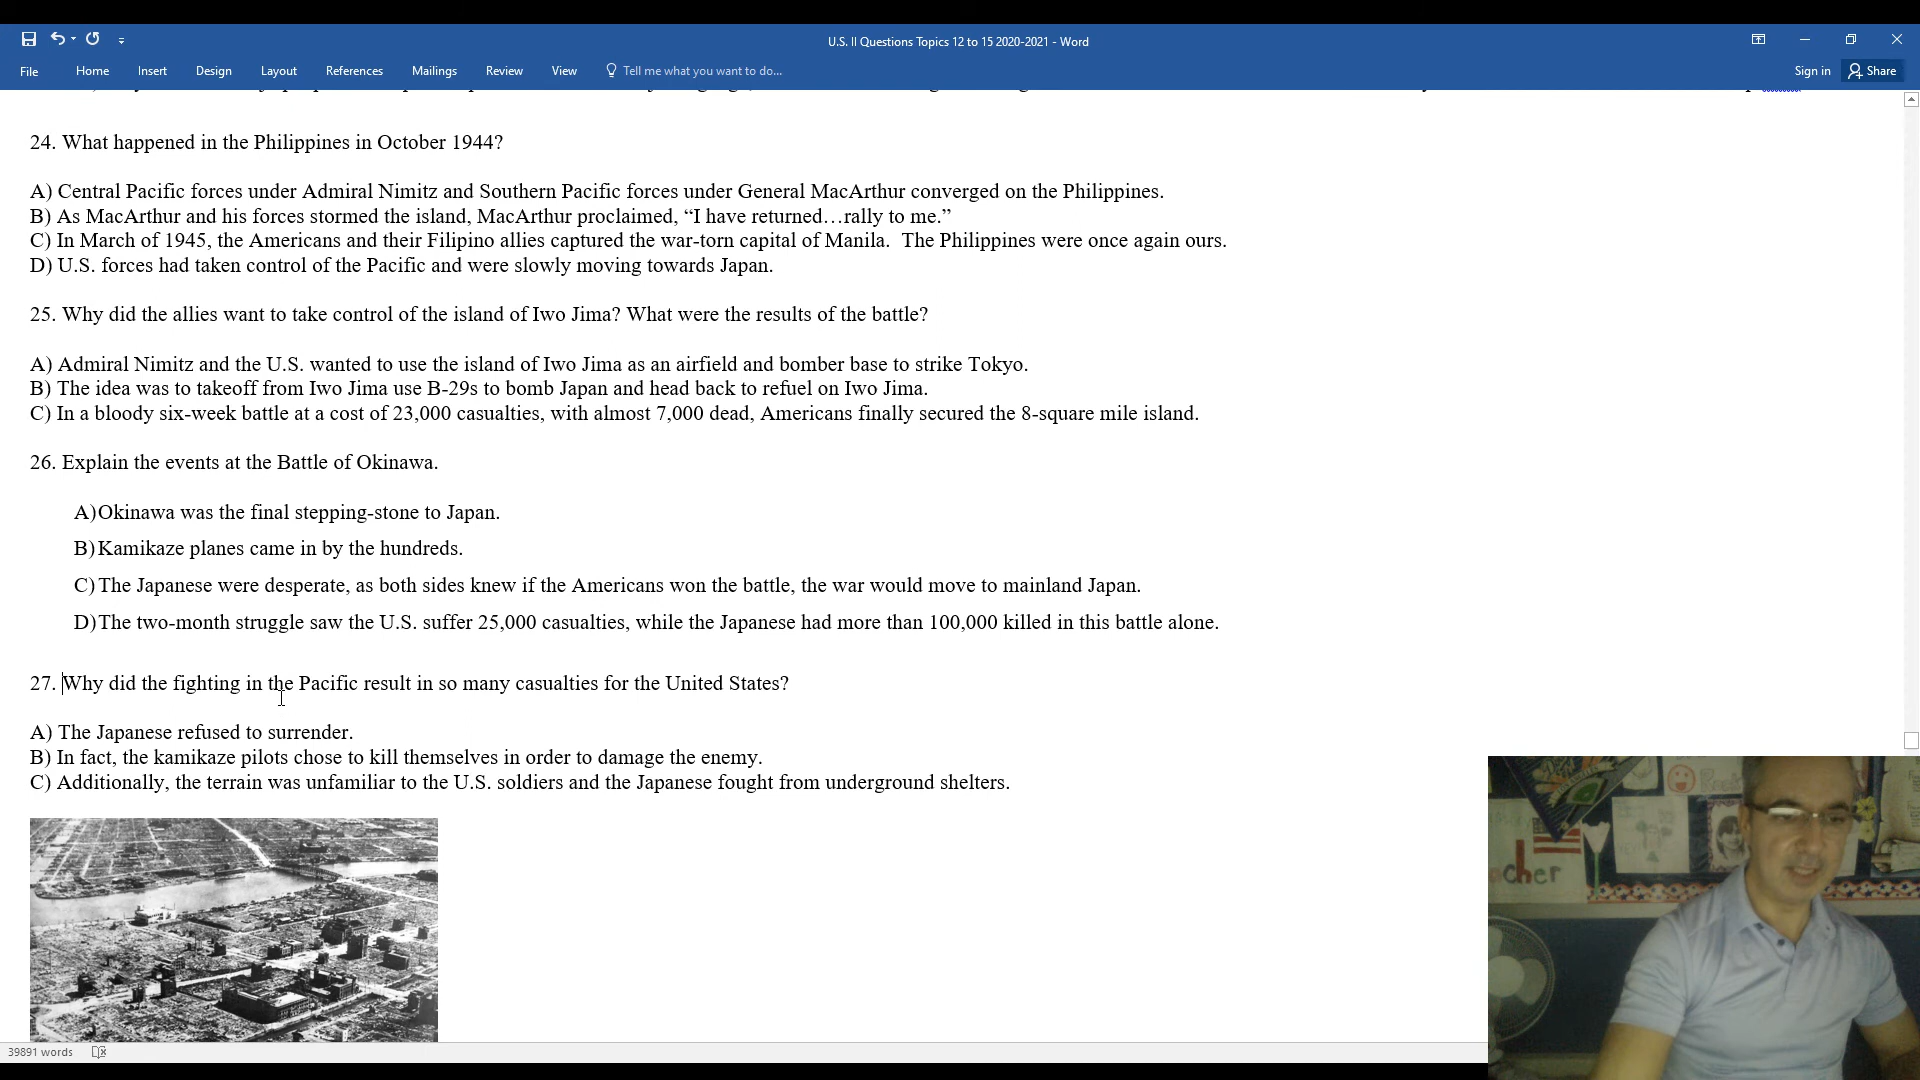 U.S. II Questions Topics 12 to 15 2020-2021 - Word
File Home Insert Design Layout References Mailings Review View Tell me what you want to do... Sign in Share
24. What happened in the Philippines in October 1944?
A) Central Pacific forces under Admiral Nimitz and Southern Pacific forces under General MacArthur converged on the Philippines.
B) As MacArthur and his forces stormed the island, MacArthur proclaimed, “I have returned…rally to me.”
C) In March of 1945, the Americans and their Filipino allies captured the war-torn capital of Manila.  The Philippines were once again ours.
D) U.S. forces had taken control of the Pacific and were slowly moving towards Japan.
25. Why did the allies want to take control of the island of Iwo Jima? What were the results of the battle?
A) Admiral Nimitz and the U.S. wanted to use the island of Iwo Jima as an airfield and bomber base to strike Tokyo.
B) The idea was to takeoff from Iwo Jima use B-29s to bomb Japan and head back to refuel on Iwo Jima.
C) In a bloody six-week battle at a cost of 23,000 casualties, with almost 7,000 dead, Americans finally secured the 8-square mile island.
26. Explain the events at the Battle of Okinawa.
A) Okinawa was the final stepping-stone to Japan.
B) Kamikaze planes came in by the hundreds.
C) The Japanese were desperate, as both sides knew if the Americans won the battle, the war would move to mainland Japan.
D) The two-month struggle saw the U.S. suffer 25,000 casualties, while the Japanese had more than 100,000 killed in this battle alone.
27. Why did the fighting in the Pacific result in so many casualties for the United States?
A) The Japanese refused to surrender.
B) In fact, the kamikaze pilots chose to kill themselves in order to damage the enemy.
C) Additionally, the terrain was unfamiliar to the U.S. soldiers and the Japanese fought from underground shelters.
39891 words